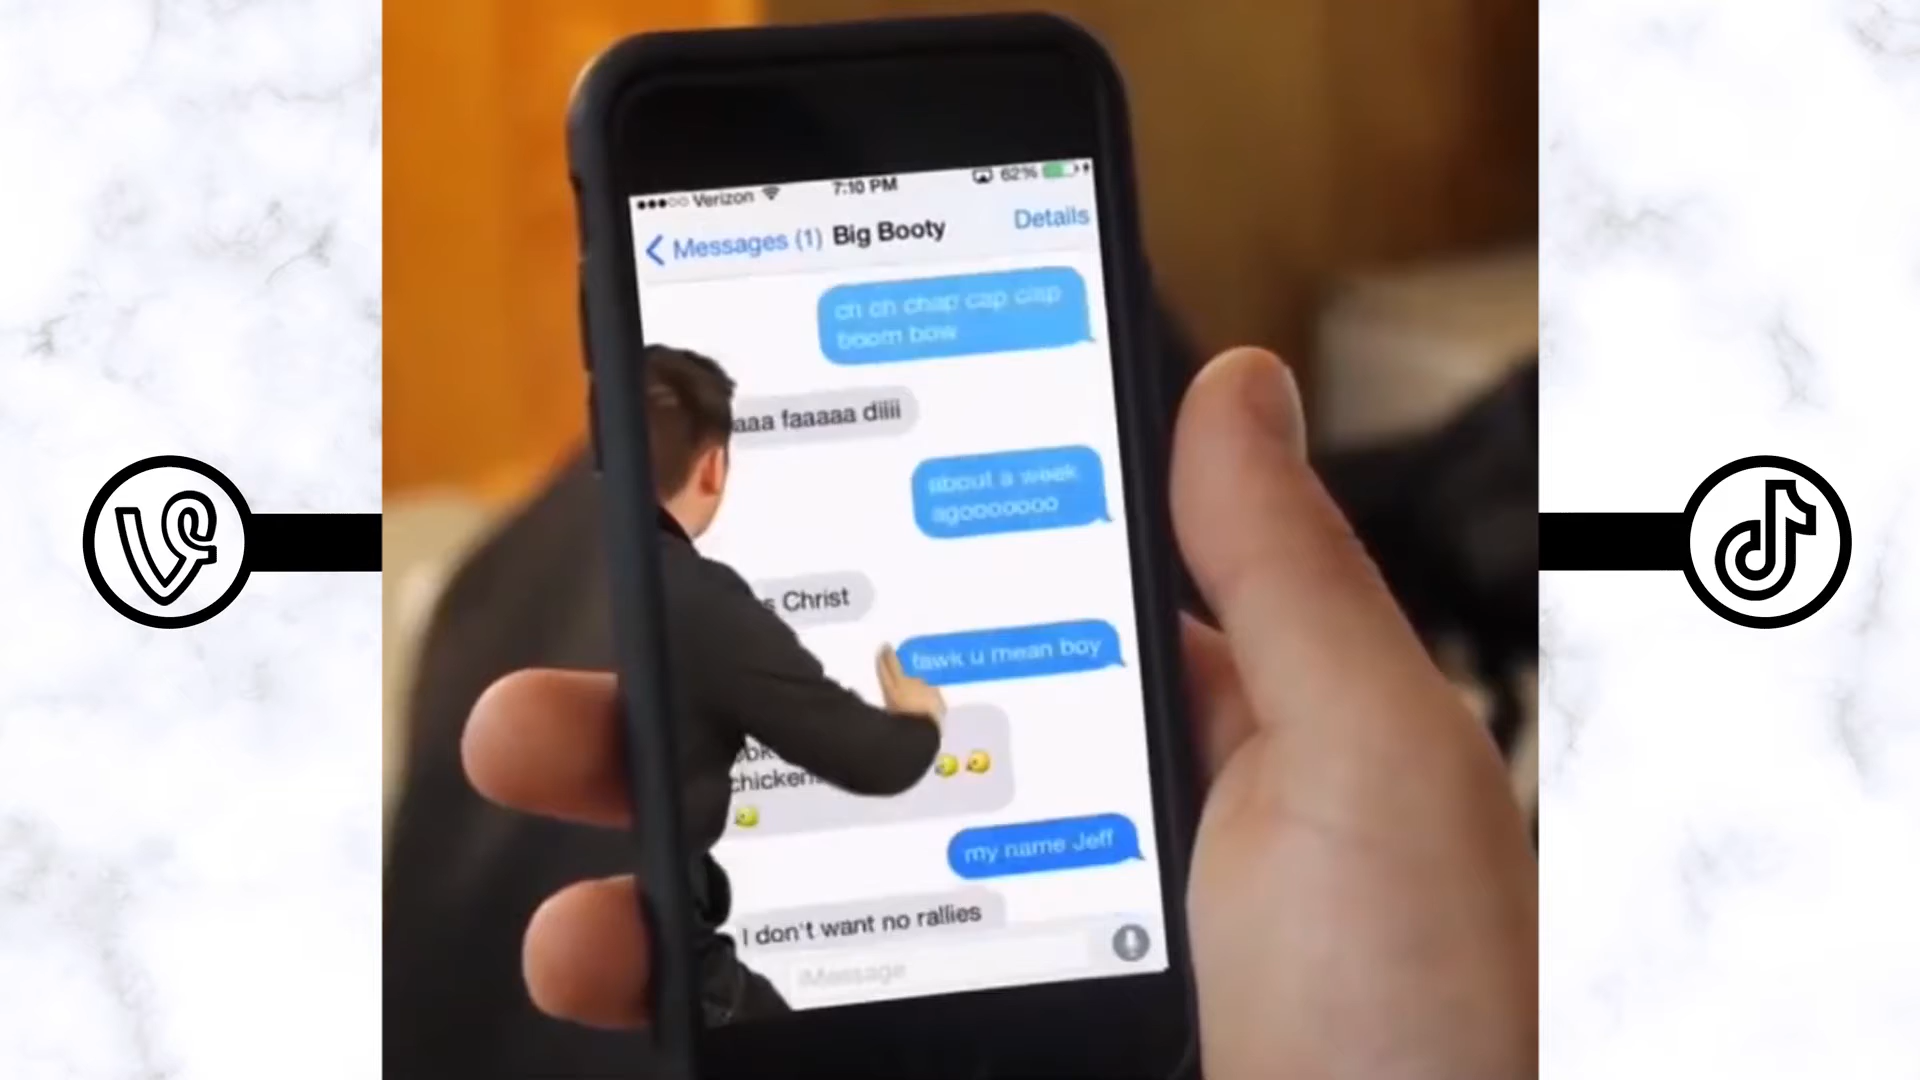 Verizon 7:10 PM 62%
Messages (1) Big Booty Details
ch ch chap cap clap
boom bow
aaa faaaaa diiii
about a week
agooooooo
s Christ
fawk u mean boy
chicken
my name Jeff
I don't want no rallies
iMessage